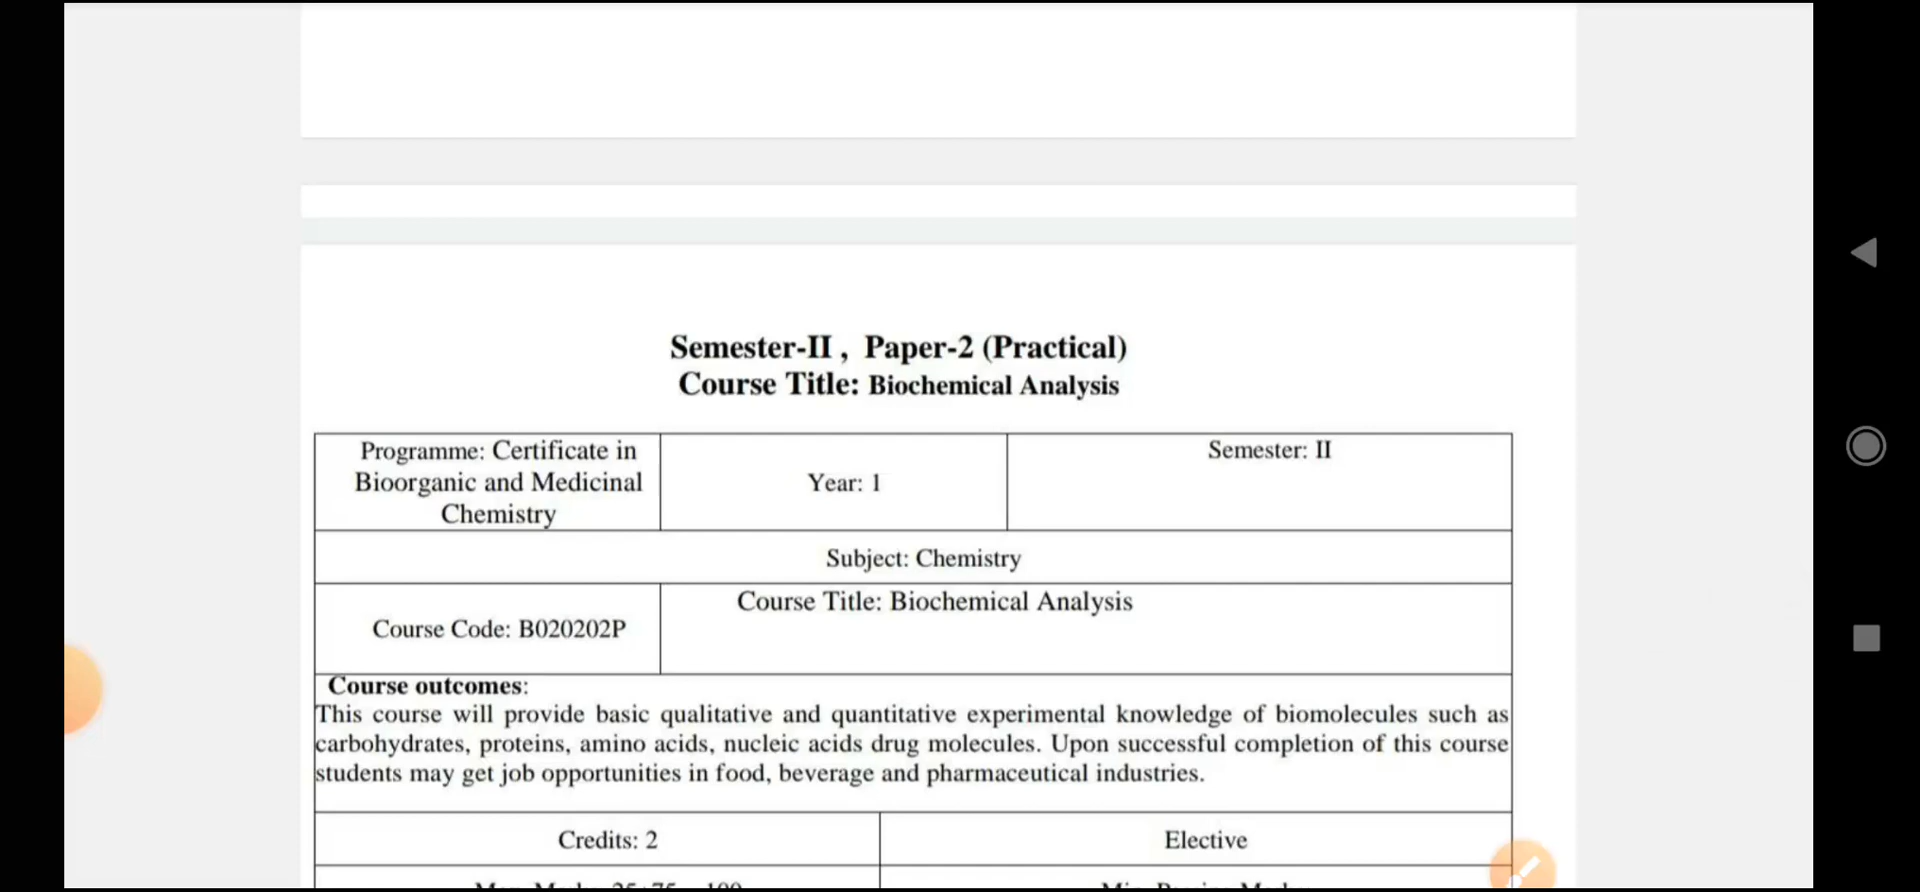 Semester-II , Paper-2 (Practical)
Course Title: Biochemical Analysis
Programme: Certificate in
Bioorganic and Medicinal
Chemistry
Year: 1
Semester: II
Subject: Chemistry
Course Code: B020202P
Course Title: Biochemical Analysis
Course outcomes:
This course will provide basic qualitative and quantitative experimental knowledge of biomolecules such as
carbohydrates, proteins, amino acids, nucleic acids drug molecules. Upon successful completion of this course
students may get job opportunities in food, beverage and pharmaceutical industries.
Credits: 2
Elective